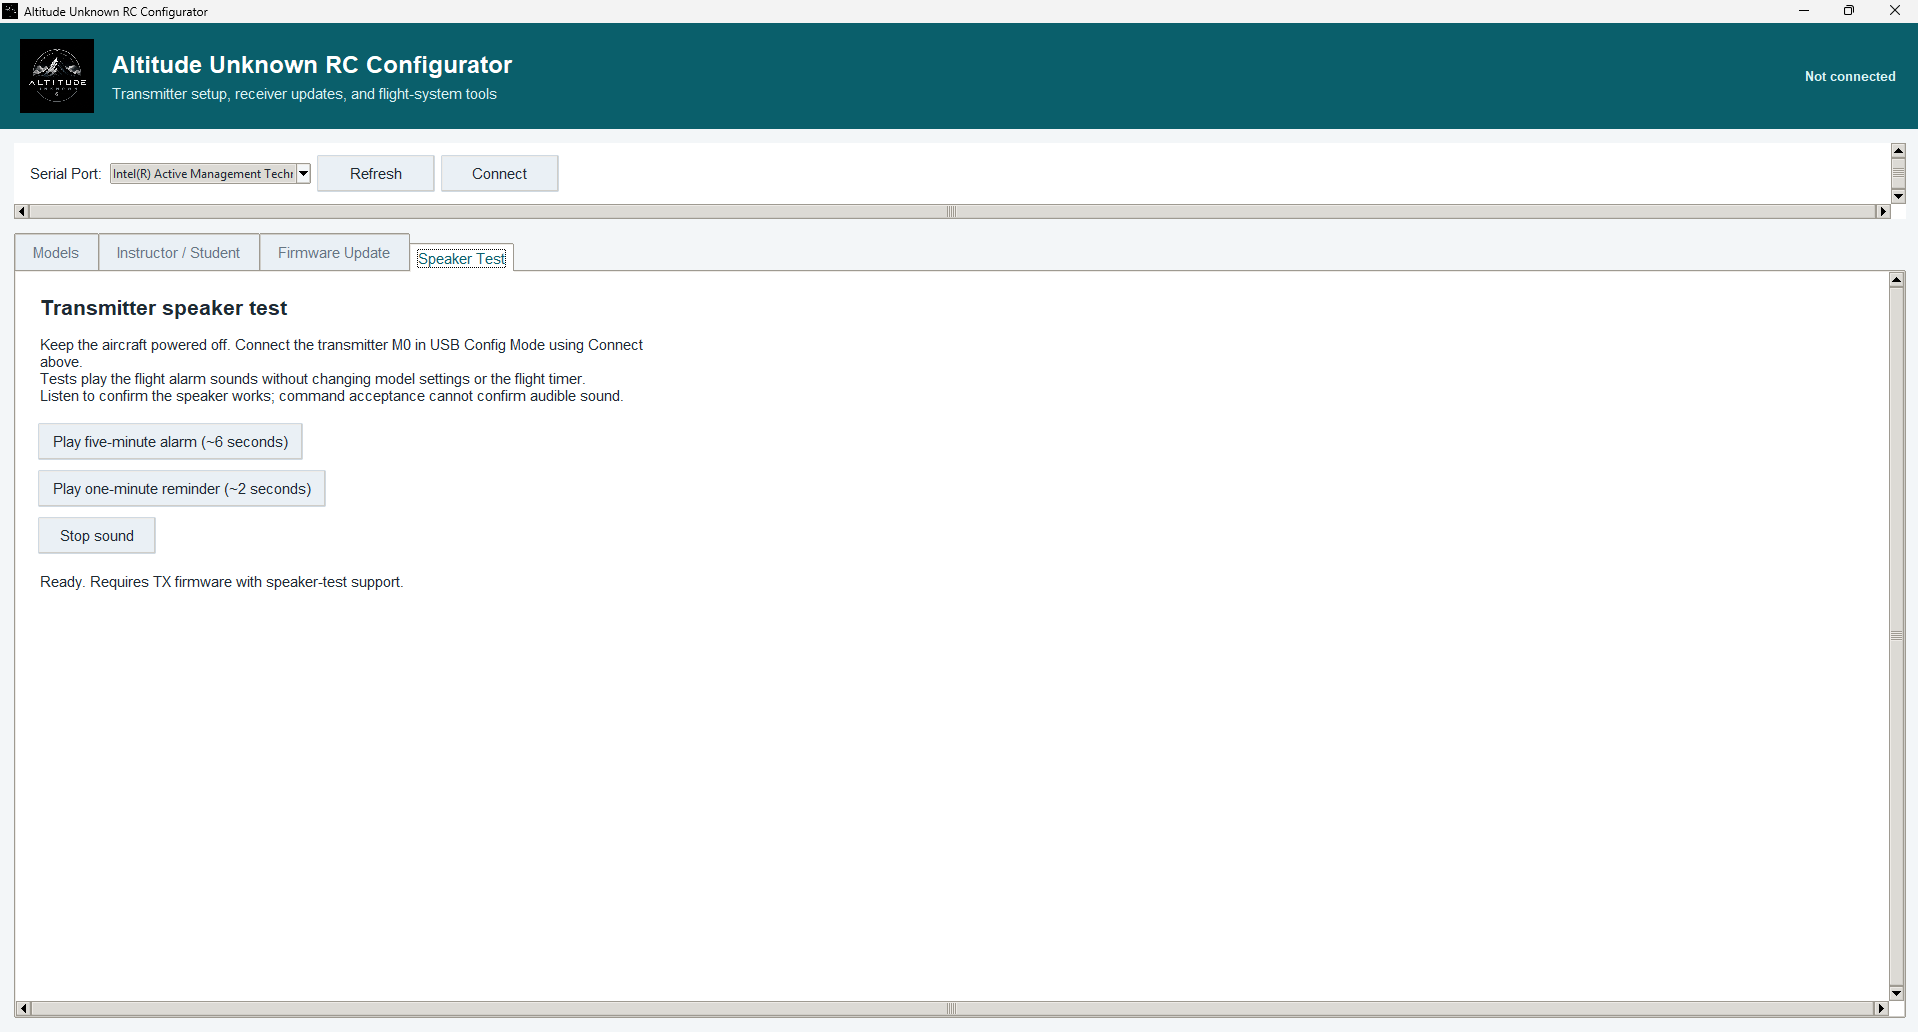 Altitude Unknown RC Configurator
ALTITUDE
Altitude Unknown RC Configurator
Transmitter setup, receiver updates, and flight-system tools
Not connected
Serial Port: Intel(R) Active Management Techr Refresh Connect
Models Instructor / Student Firmware Update Speaker Test
Transmitter speaker test
Keep the aircraft powered off. Connect the transmitter M0 in USB Config Mode using Connect
above.
Tests play the flight alarm sounds without changing model settings or the flight timer.
Listen to confirm the speaker works; command acceptance cannot confirm audible sound.
Play five-minute alarm (~6 seconds)
Play one-minute reminder (~2 seconds)
Stop sound
Ready. Requires TX firmware with speaker-test support.